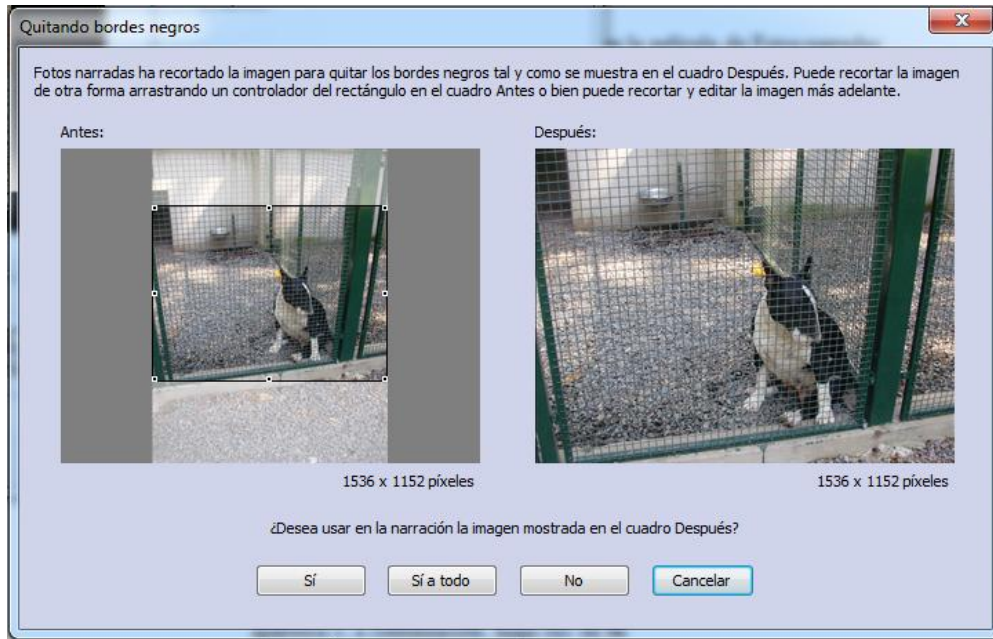 Quitando bordes negros
Fotos narradas ha recortado la imagen para quitar los bordes negros tal y como se muestra en el cuadro Después. Puede recortar la imagen
de otra forma arrastrando un controlador del rectángulo en el cuadro Antes o bien puede recortar y editar la imagen más adelante.
Antes:
Después:
1536 x 1152 píxeles
1536 x 1152 píxeles
¿Desea usar en la narración la imagen mostrada en el cuadro Después?
Sí
Sí a todo
No
Cancelar